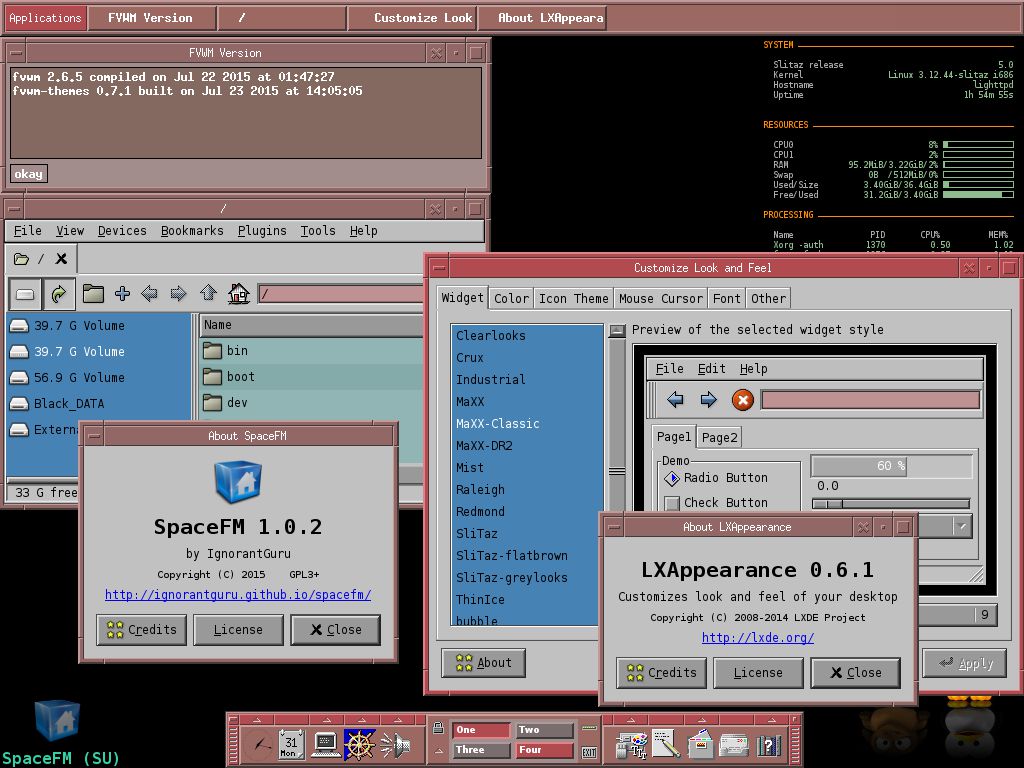 Applications FVWM Version / Customize Look About LXAppeara
FVWM Version
fvwm 2.6.5 compiled on Jul 22 2015 at 01:47:27
fvwm-themes 0.7.1 built on Jul 23 2015 at 14:05:05
okay
SYSTEM
Slitaz release 5.0
Kernel Linux 3.12.44-slitaz i686
Hostname lighttpd
Uptime 1h 54m 55s
RESOURCES
CPU0 8%
CPU1 2%
RAM 95.2MiB/3.22GiB/2%
Swap 0B /512MiB/0%
Used/Size 3.40GiB/36.4GiB
Free/Used 31.2GiB/3.40GiB
PROCESSING
Name PID CPU% MEM%
Xorg -auth 1370 0.50 1.02
/
File View Devices Bookmarks Plugins Tools Help
/
/
39.7 G Volume
39.7 G Volume
56.9 G Volume
Black_DATA
Extern
Name
bin
boot
dev
33 G free
Customize Look and Feel
Widget Color Icon Theme Mouse Cursor Font Other
Clearlooks
Crux
Industrial
MaXX
MaXX-Classic
MaXX-DR2
Mist
Raleigh
Redmond
SliTaz
SliTaz-flatbrown
SliTaz-greylooks
ThinIce
bubble
Preview of the selected widget style
File Edit Help
Page1 Page2
Demo
Radio Button
Check Button
60 %
0.0
9
About
Apply
About SpaceFM
SpaceFM 1.0.2
by IgnorantGuru
Copyright (C) 2015 GPL3+
http://ignorantguru.github.io/spacefm/
Credits License Close
About LXAppearance
LXAppearance 0.6.1
Customizes look and feel of your desktop
Copyright (C) 2008-2014 LXDE Project
http://lxde.org/
Credits License Close
SpaceFM (SU)
31
Mon
One Two
Three Four
EXIT